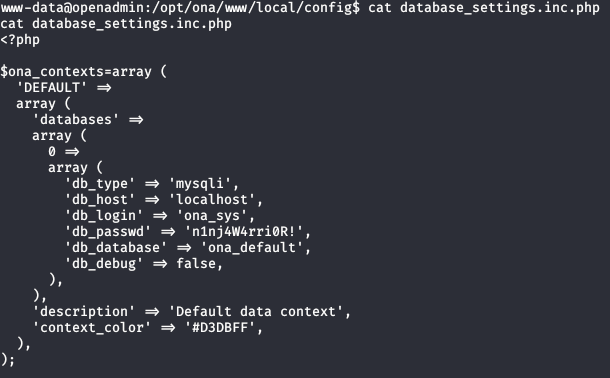 www-data@openadmin:/opt/ona/www/local/config$ cat database_settings.inc.php
cat database_settings.inc.php
<?php

$ona_contexts=array (
  'DEFAULT' =>
  array (
    'databases' =>
    array (
      0 =>
      array (
        'db_type' => 'mysqli',
        'db_host' => 'localhost',
        'db_login' => 'ona_sys',
        'db_passwd' => 'n1nj4W4rri0R!',
        'db_database' => 'ona_default',
        'db_debug' => false,
      ),
    ),
    'description' => 'Default data context',
    'context_color' => '#D3DBFF',
  ),
);